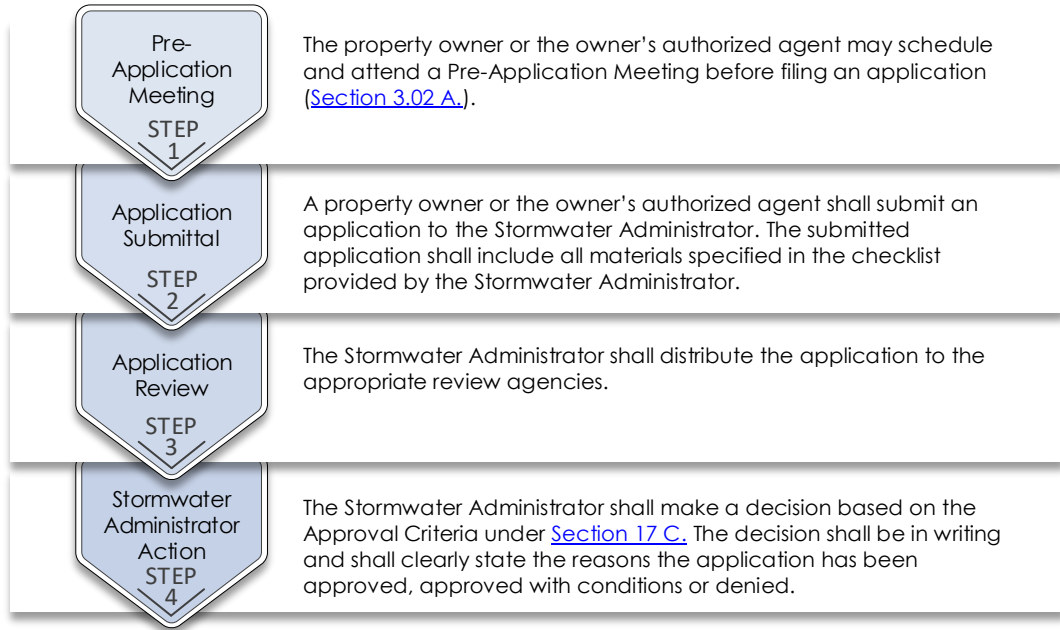 Pre-
Application
Meeting
STEP
1
The property owner or the owner’s authorized agent may schedule
and attend a Pre-Application Meeting before filing an application
(Section 3.02 A.).
Application
Submittal
STEP
2
A property owner or the owner’s authorized agent shall submit an
application to the Stormwater Administrator. The submitted
application shall include all materials specified in the checklist
provided by the Stormwater Administrator.
Application
Review
STEP
3
The Stormwater Administrator shall distribute the application to the
appropriate review agencies.
Stormwater
Administrator
Action
STEP
4
The Stormwater Administrator shall make a decision based on the
Approval Criteria under Section 17 C. The decision shall be in writing
and shall clearly state the reasons the application has been
approved, approved with conditions or denied.